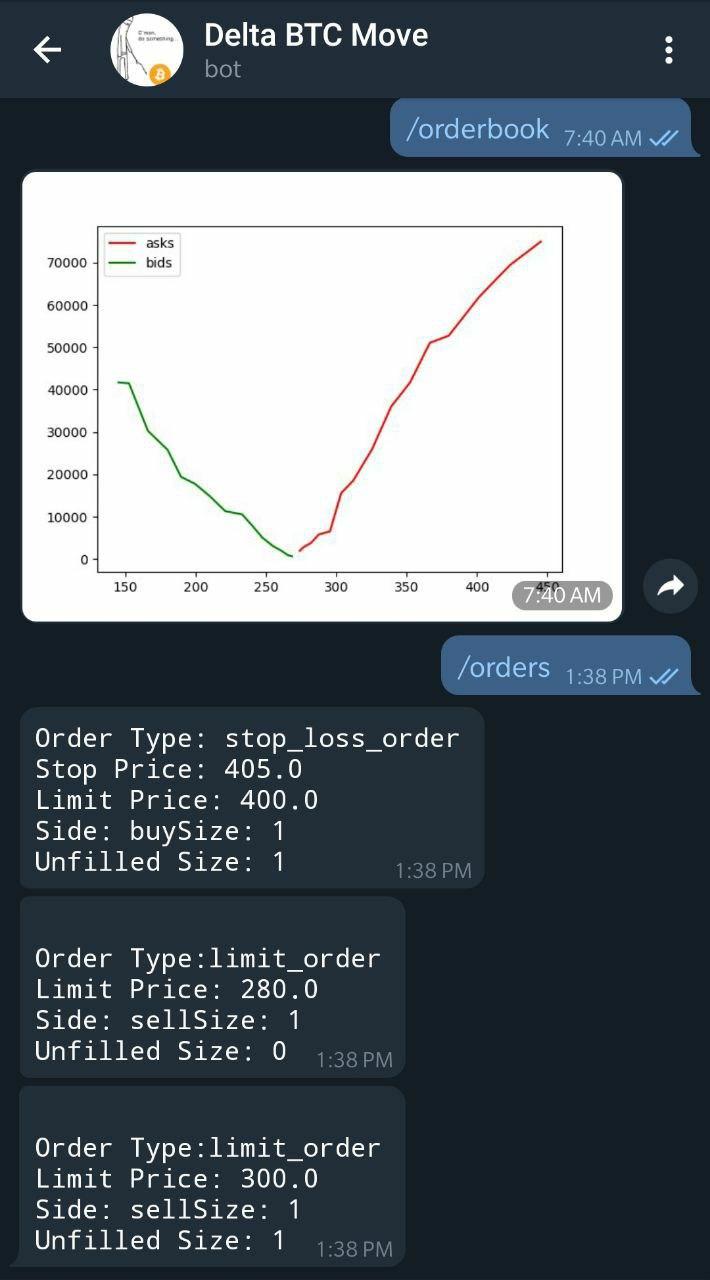 Delta BTC Move
bot
C'mon,
do something...
/orderbook 7:40 AM
asks
bids
70000
60000
50000
40000
30000
20000
10000
0
150 200 250 300 350 400 450
7:40 AM
/orders 1:38 PM
Order Type: stop_loss_order
Stop Price: 405.0
Limit Price: 400.0
Side: buySize: 1
Unfilled Size: 1 1:38 PM
Order Type:limit_order
Limit Price: 280.0
Side: sellSize: 1
Unfilled Size: 0 1:38 PM
Order Type:limit_order
Limit Price: 300.0
Side: sellSize: 1
Unfilled Size: 1 1:38 PM